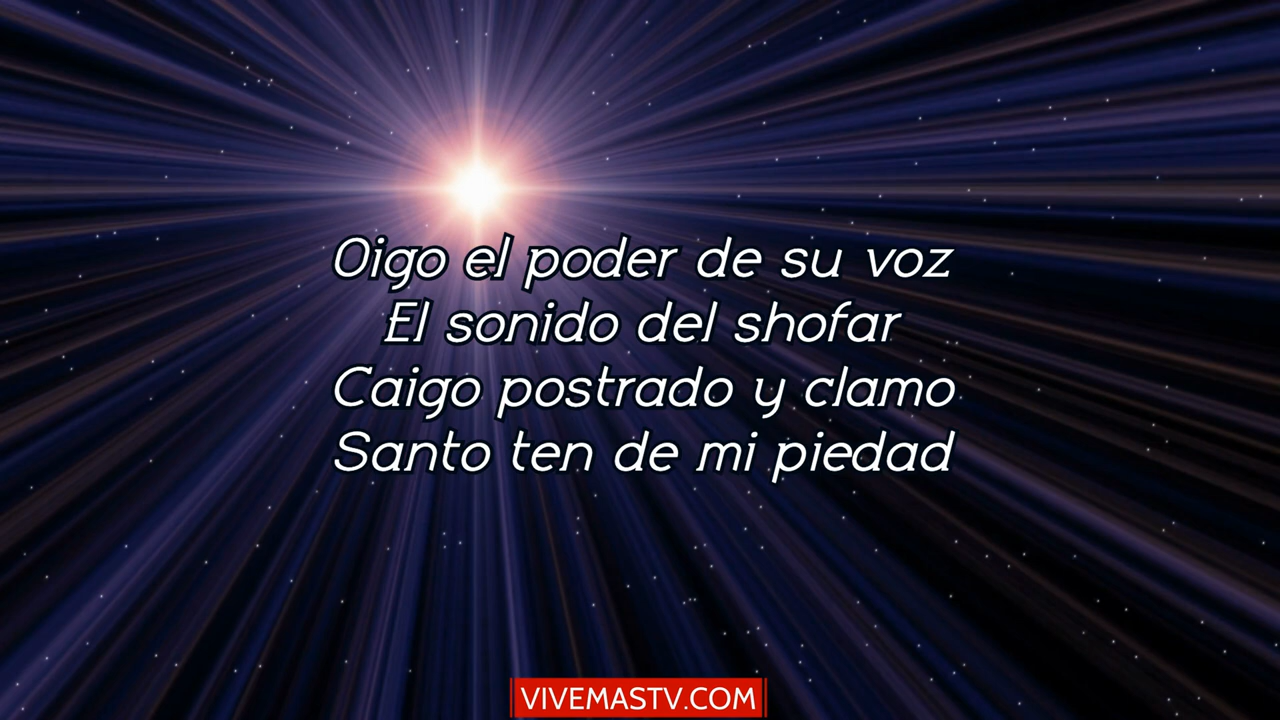 Oigo el poder de su voz
El sonido del shofar
Caigo postrado y clamo
Santo ten de mi piedad
VIVEMASTV.COM